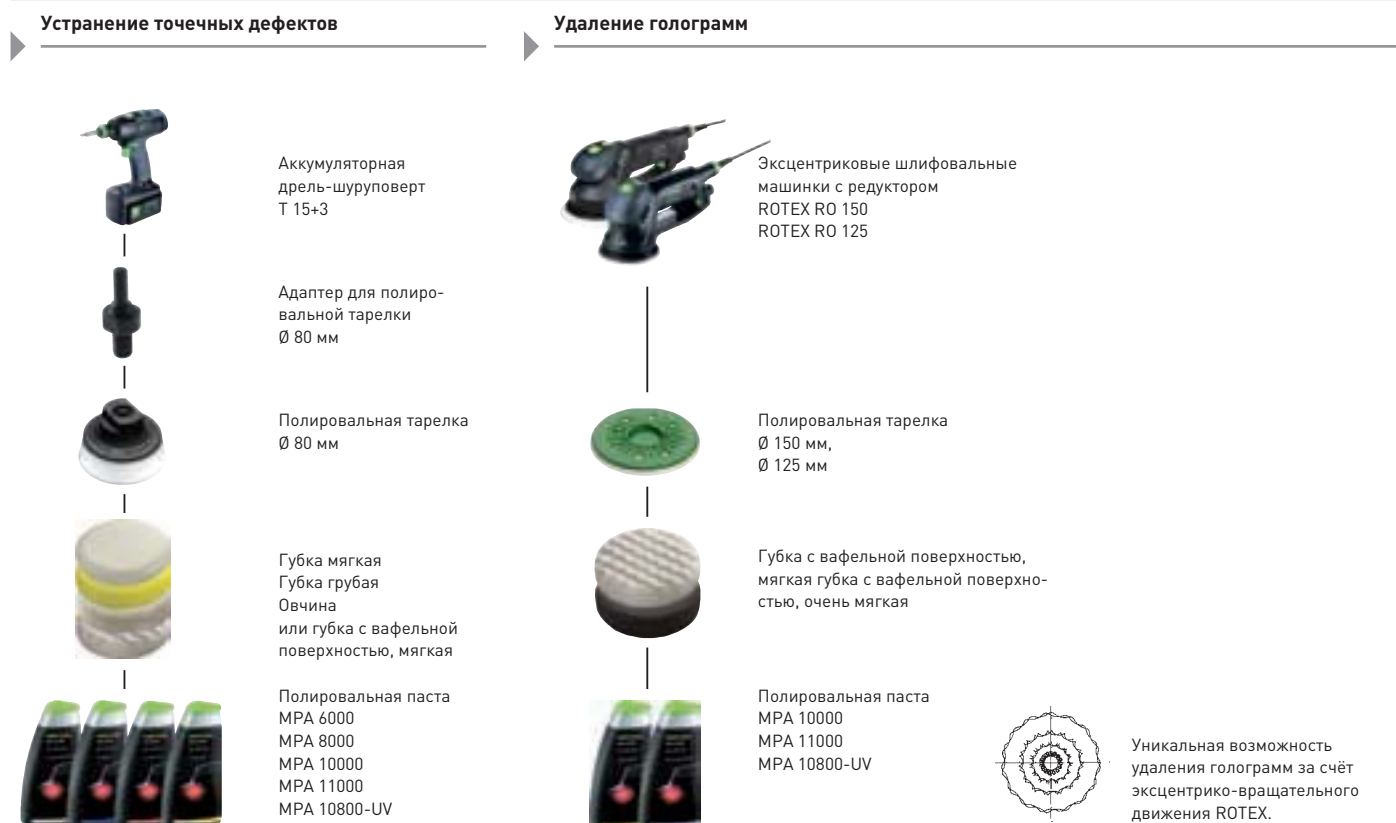 Устранение точечных дефектов
Аккумуляторная
дрель-шуруповерт
T 15+3
Адаптер для полиро-
вальной тарелки
Ø 80 мм
Полировальная тарелка
Ø 80 мм
Губка мягкая
Губка грубая
Овчина
или губка с вафельной
поверхностью, мягкая
Полировальная паста
MPA 6000
MPA 8000
MPA 10000
MPA 11000
MPA 10800-UV
Удаление голограмм
Эксцентриковые шлифовальные
машинки с редуктором
ROTEX RO 150
ROTEX RO 125
Полировальная тарелка
Ø 150 мм,
Ø 125 мм
Губка с вафельной поверхностью,
мягкая губка с вафельной поверхно-
стью, очень мягкая
Полировальная паста
MPA 10000
MPA 11000
MPA 10800-UV
Уникальная возможность
удаления голограмм за счёт
эксцентрико-вращательного
движения ROTEX.